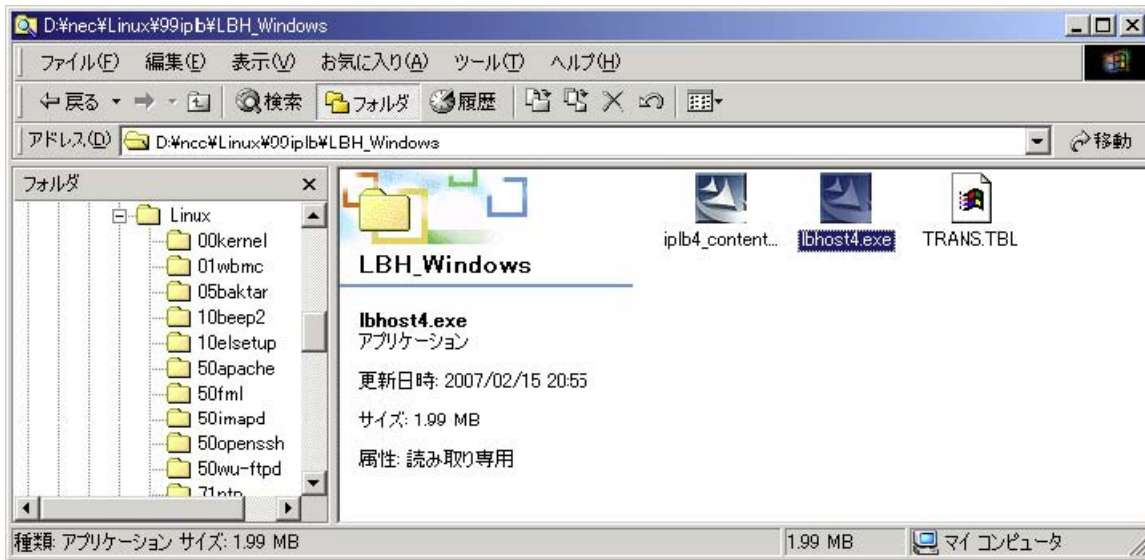 D:¥nec¥Linux¥99iplb¥LBH_Windows
ファイル(F) 編集(E) 表示(V) お気に入り(A) ツール(T) ヘルプ(H)
戻る 検索 フォルダ 履歴
アドレス(D) D:¥nec¥Linux¥99iplb¥LBH_Windows 移動
フォルダ
Linux
00kernel
01wbmc
05baktar
10beep2
10elsetup
50apache
50fml
50imapd
50openssh
50wu-ftpd
71ntp
LBH_Windows
lbhost4.exe
アプリケーション
更新日時: 2007/02/15 20:55
サイズ: 1.99 MB
属性: 読み取り専用
iplb4_content... lbhost4.exe TRANS.TBL
種類: アプリケーション サイズ: 1.99 MB 1.99 MB マイ コンピュータ